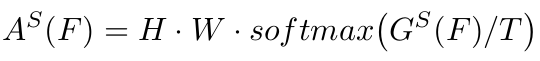 A^S(F) = H · W · softmax(G^S(F)/T)